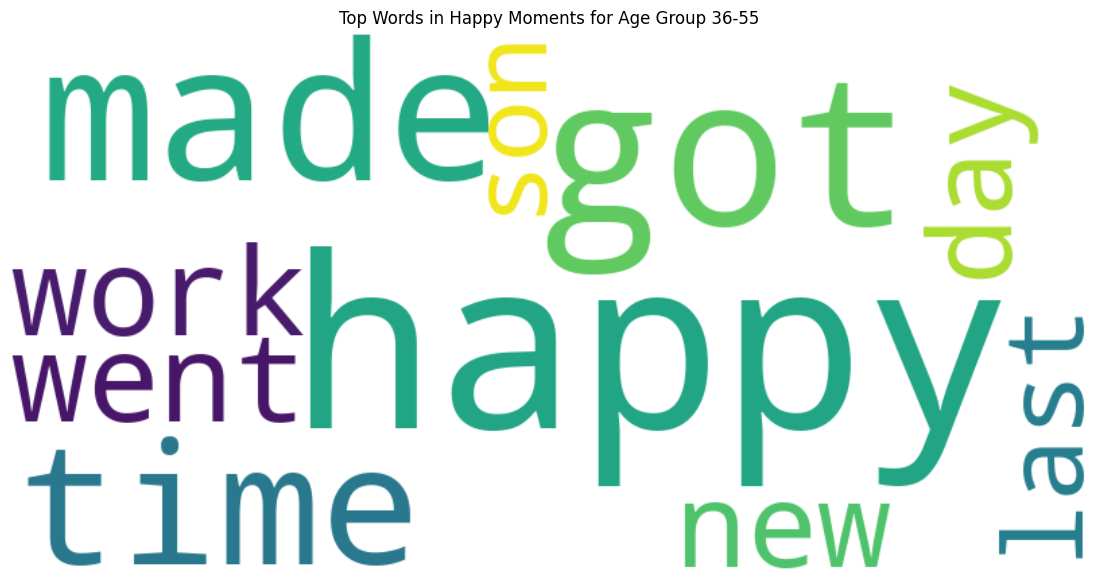 Top Words in Happy Moments for Age Group 36-55
made
son
got
day
work
happy
went
last
time
new